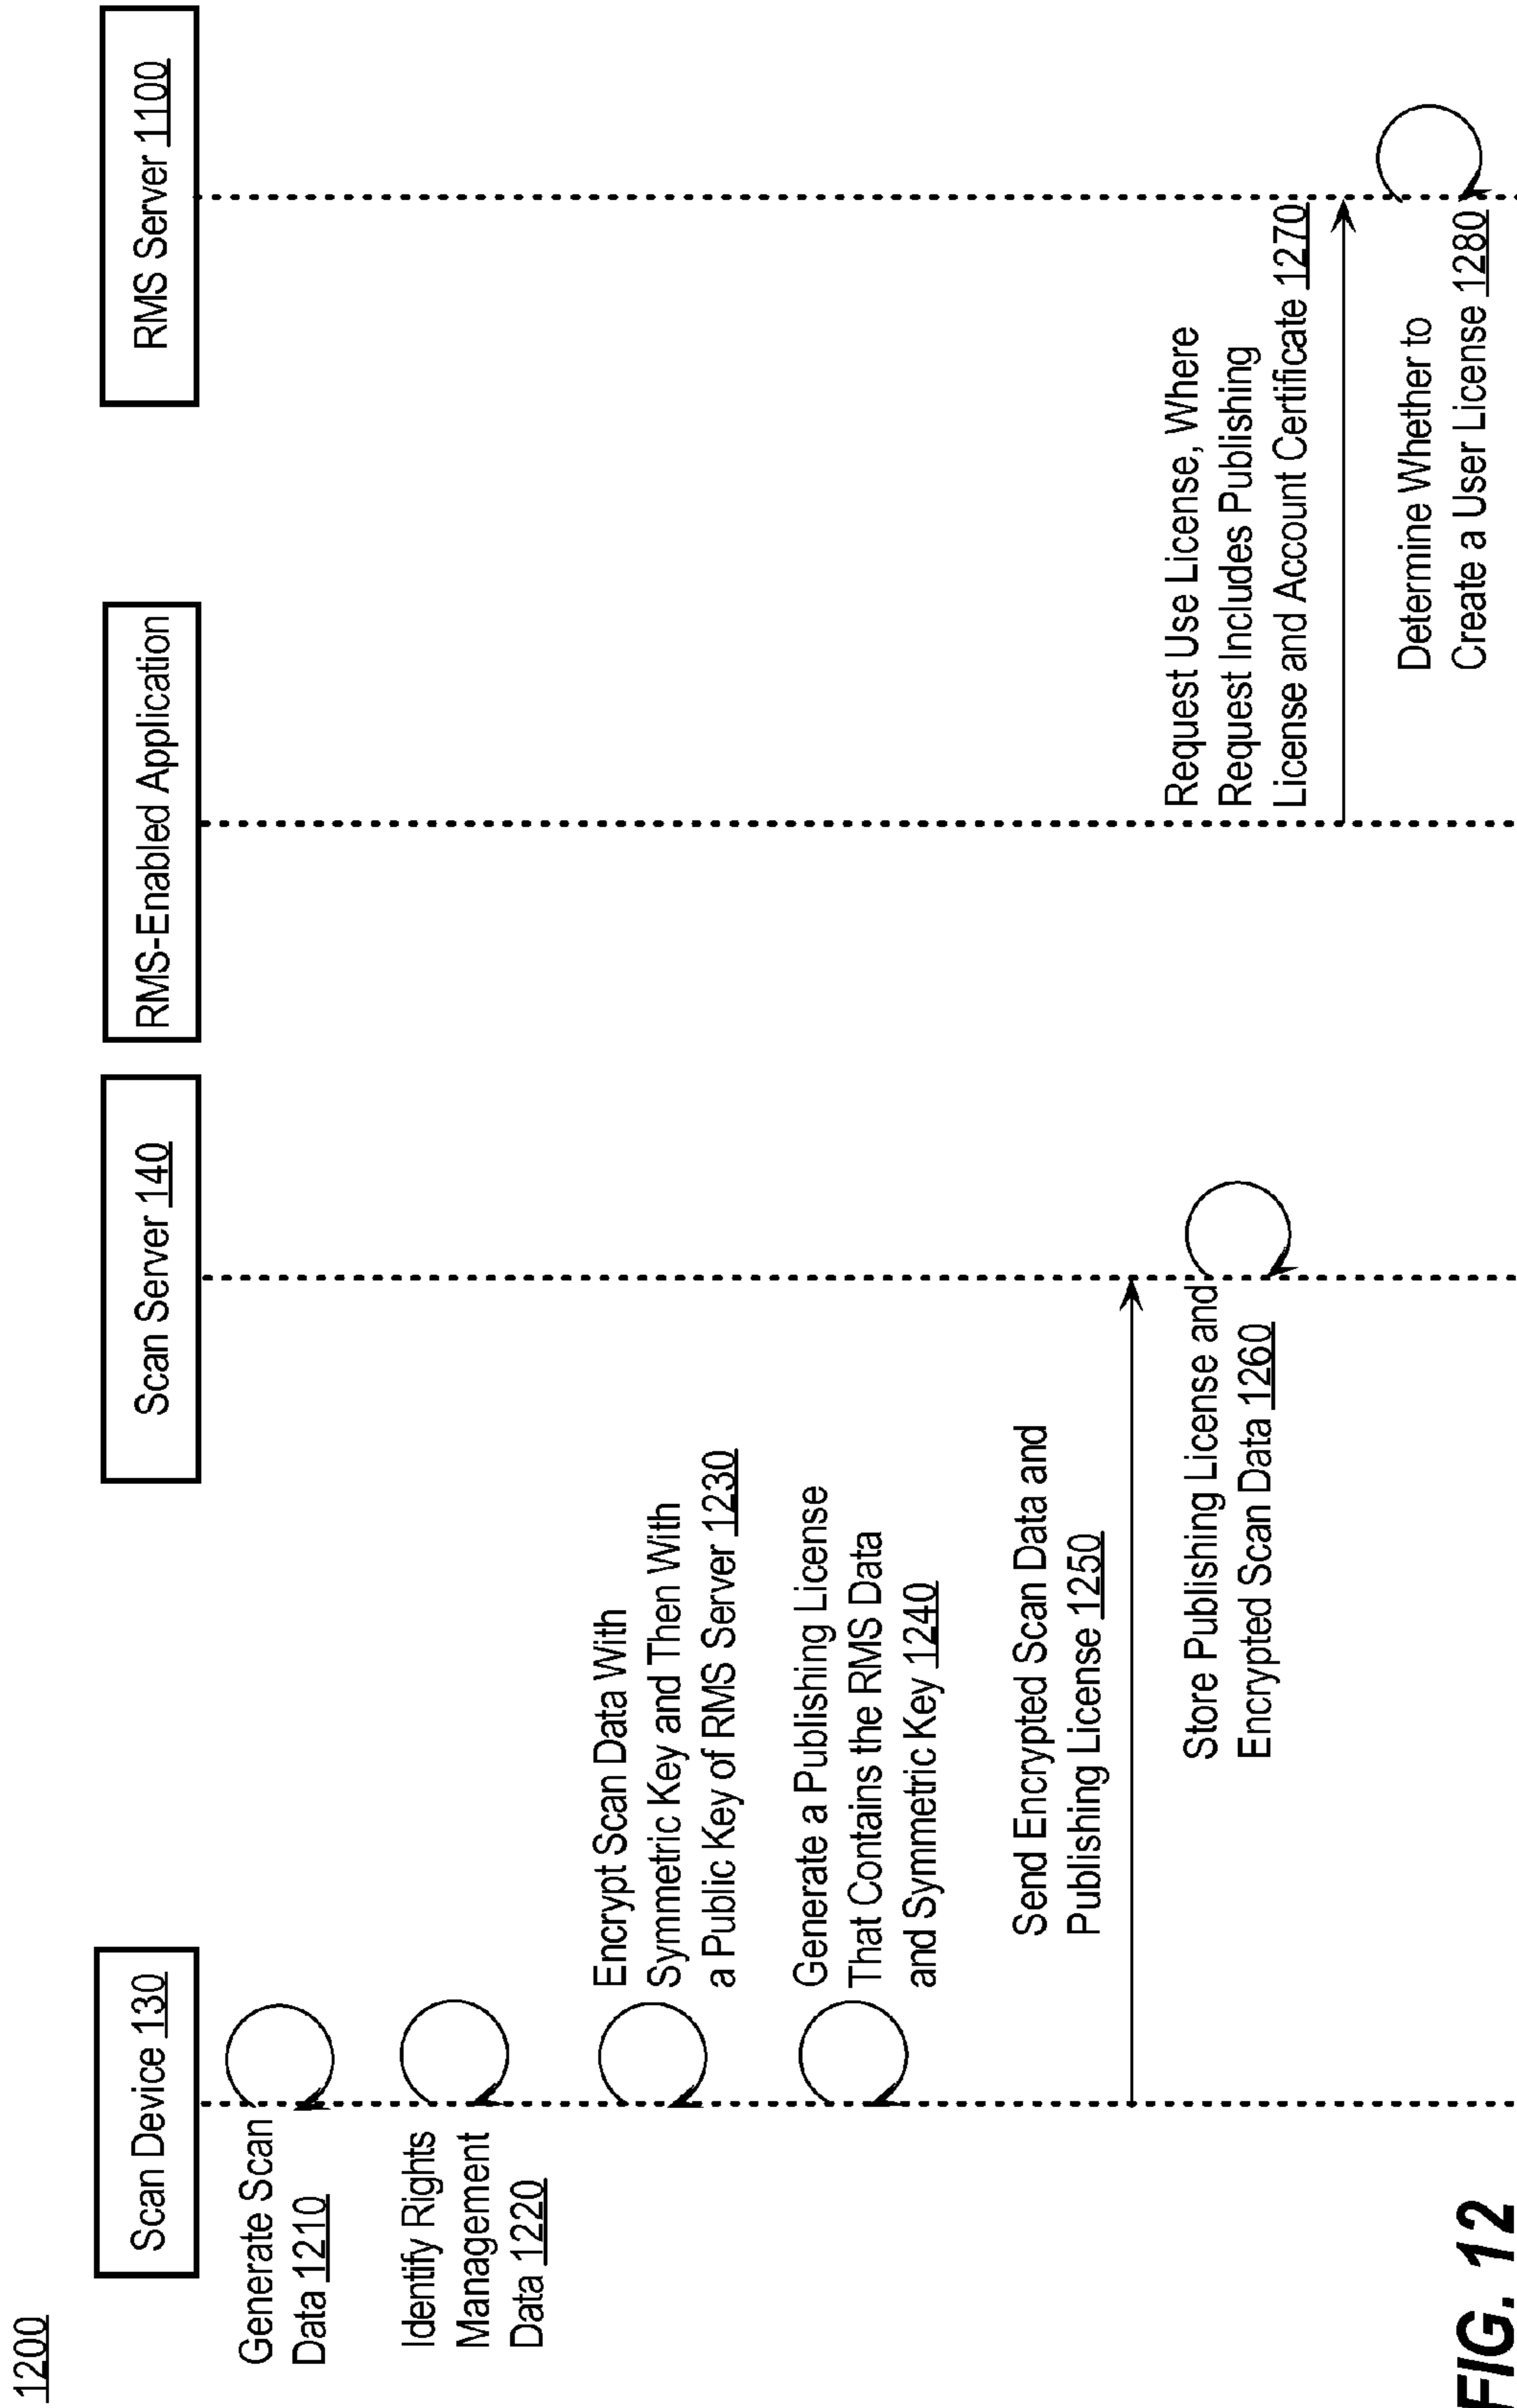 1200
Scan Device 130
Scan Server 140
RMS-Enabled Application
RMS Server 1100
Generate Scan
Data 1210
Identify Rights
Management
Data 1220
Encrypt Scan Data With
Symmetric Key and Then With
a Public Key of RMS Server 1230
Generate a Publishing License
That Contains the RMS Data
and Symmetric Key 1240
Send Encrypted Scan Data and
Publishing License 1250
Store Publishing License and
Encrypted Scan Data 1260
Request Use License, Where
Request Includes Publishing
License and Account Certificate 1270
Determine Whether to
Create a User License 1280
FIG. 12